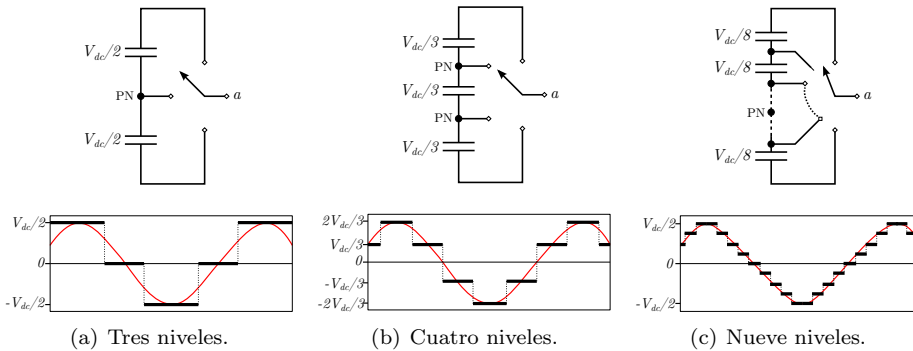 V_dc/2
PN
a
V_dc/2
V_dc/3
PN
V_dc/3
a
PN
V_dc/3
V_dc/8
V_dc/8
a
PN
V_dc/8
V_dc/2
0
-V_dc/2
2V_dc/3
V_dc/3
0
-V_dc/3
-2V_dc/3
V_dc/2
0
-V_dc/2
(a) Tres niveles.
(b) Cuatro niveles.
(c) Nueve niveles.